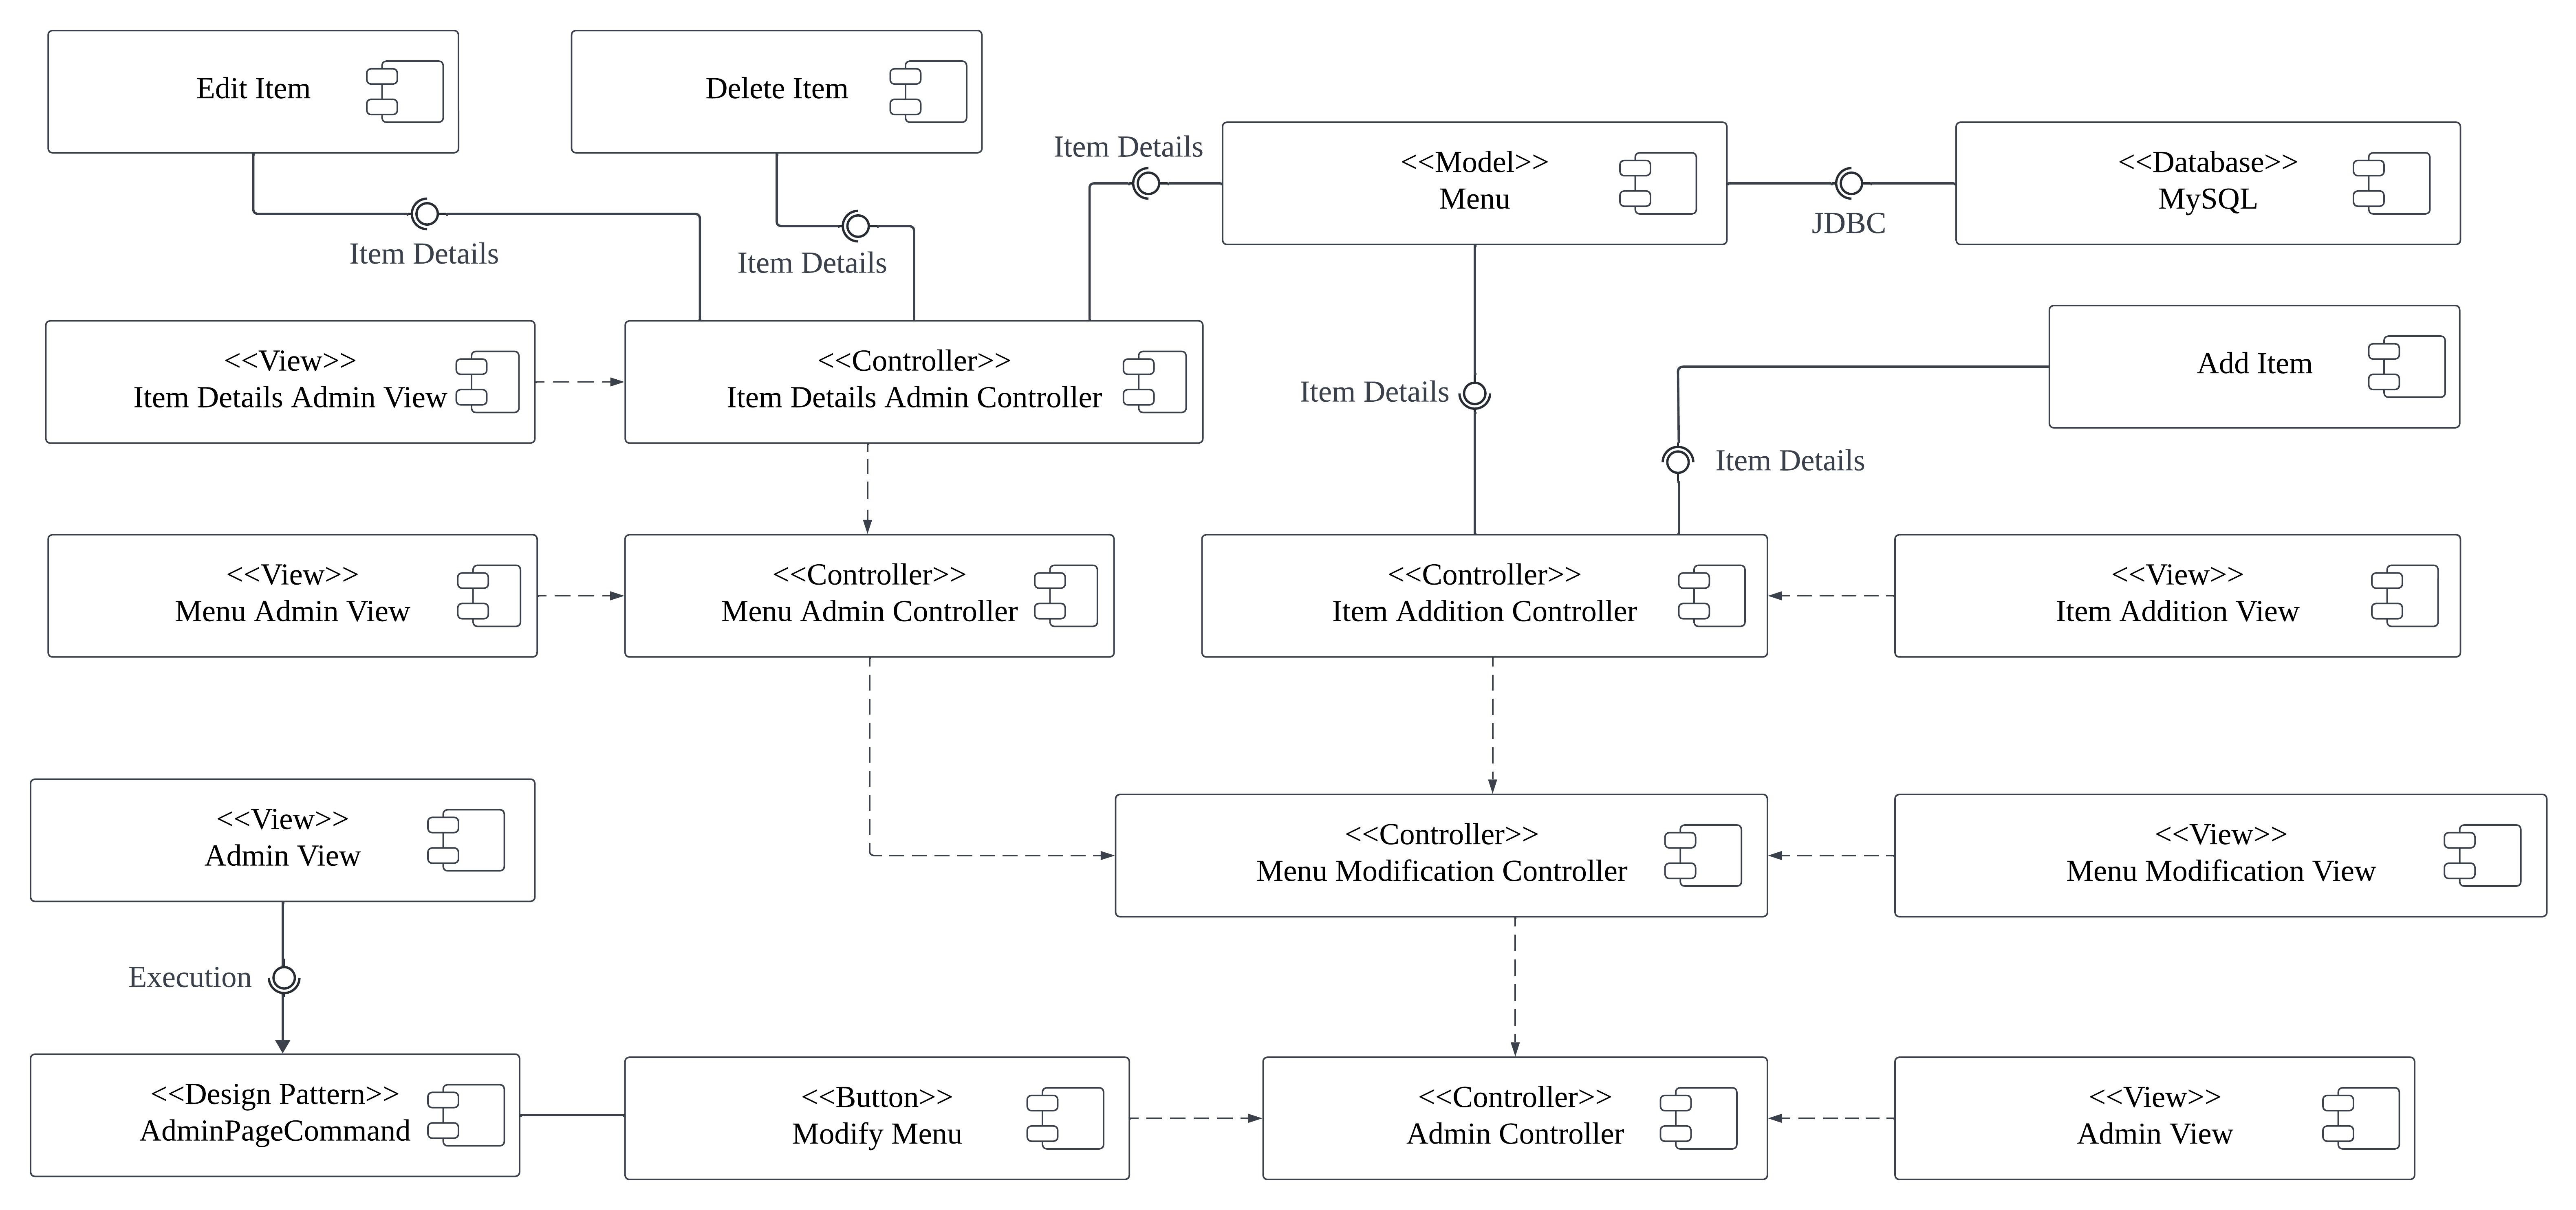 Edit Item
Delete Item
Item Details
<<Model>>
Menu
<<Database>>
MySQL
JDBC
Item Details
Item Details
<<View>>
Item Details Admin View
<<Controller>>
Item Details Admin Controller
Item Details
Add Item
Item Details
<<View>>
Menu Admin View
<<Controller>>
Menu Admin Controller
<<Controller>>
Item Addition Controller
<<View>>
Item Addition View
<<View>>
Admin View
<<Controller>>
Menu Modification Controller
<<View>>
Menu Modification View
Execution
<<Design Pattern>>
AdminPageCommand
<<Button>>
Modify Menu
<<Controller>>
Admin Controller
<<View>>
Admin View